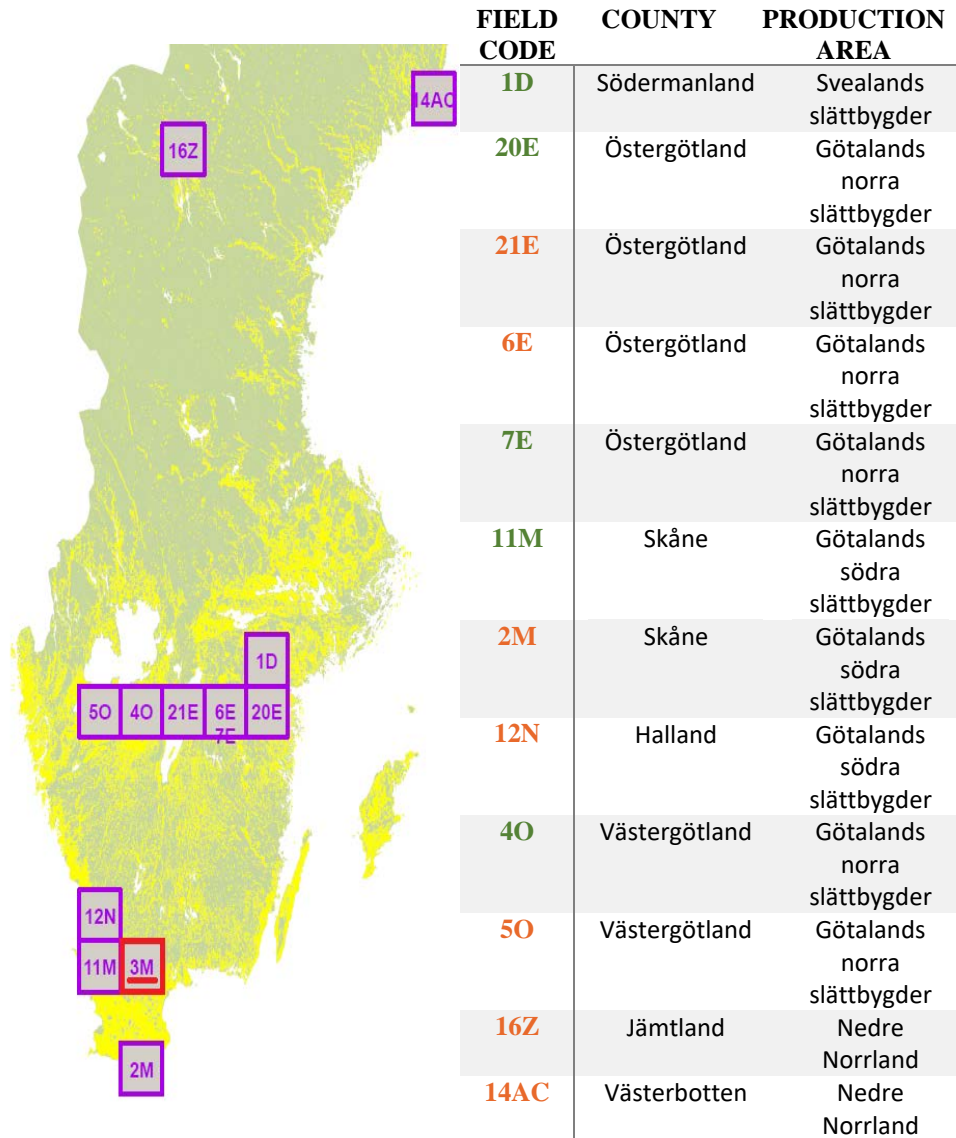 14AC
16Z
1D
5O 4O 21E 6E 20E
7E
12N
11M 3M
2M
FIELD COUNTY PRODUCTION
CODE AREA
1D Södermanland Svealands
slättbygder
20E Östergötland Götalands
norra
slättbygder
21E Östergötland Götalands
norra
slättbygder
6E Östergötland Götalands
norra
slättbygder
7E Östergötland Götalands
norra
slättbygder
11M Skåne Götalands
södra
slättbygder
2M Skåne Götalands
södra
slättbygder
12N Halland Götalands
södra
slättbygder
4O Västergötland Götalands
norra
slättbygder
5O Västergötland Götalands
norra
slättbygder
16Z Jämtland Nedre
Norrland
14AC Västerbotten Nedre
Norrland